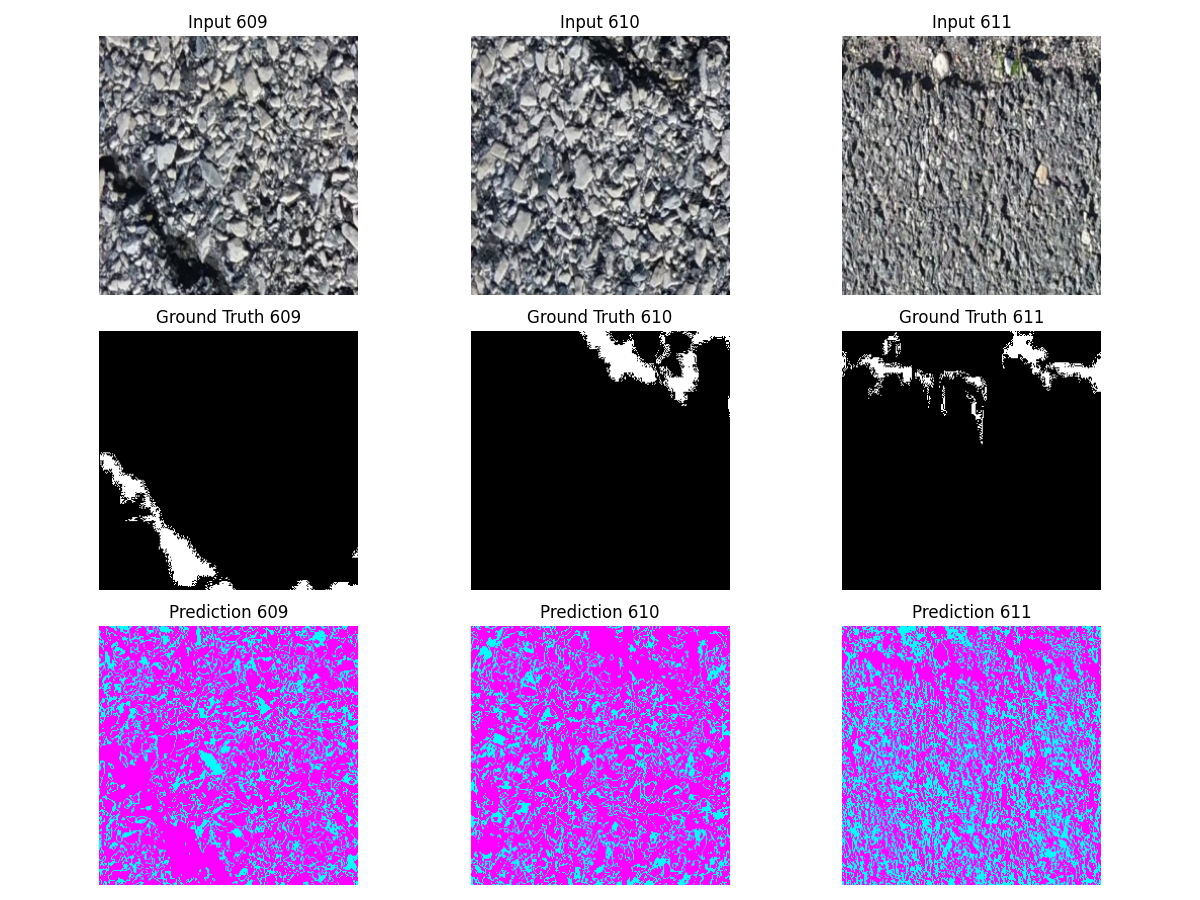 Input 609
Input 610
Input 611
Ground Truth 609
Ground Truth 610
Ground Truth 611
Prediction 609
Prediction 610
Prediction 611